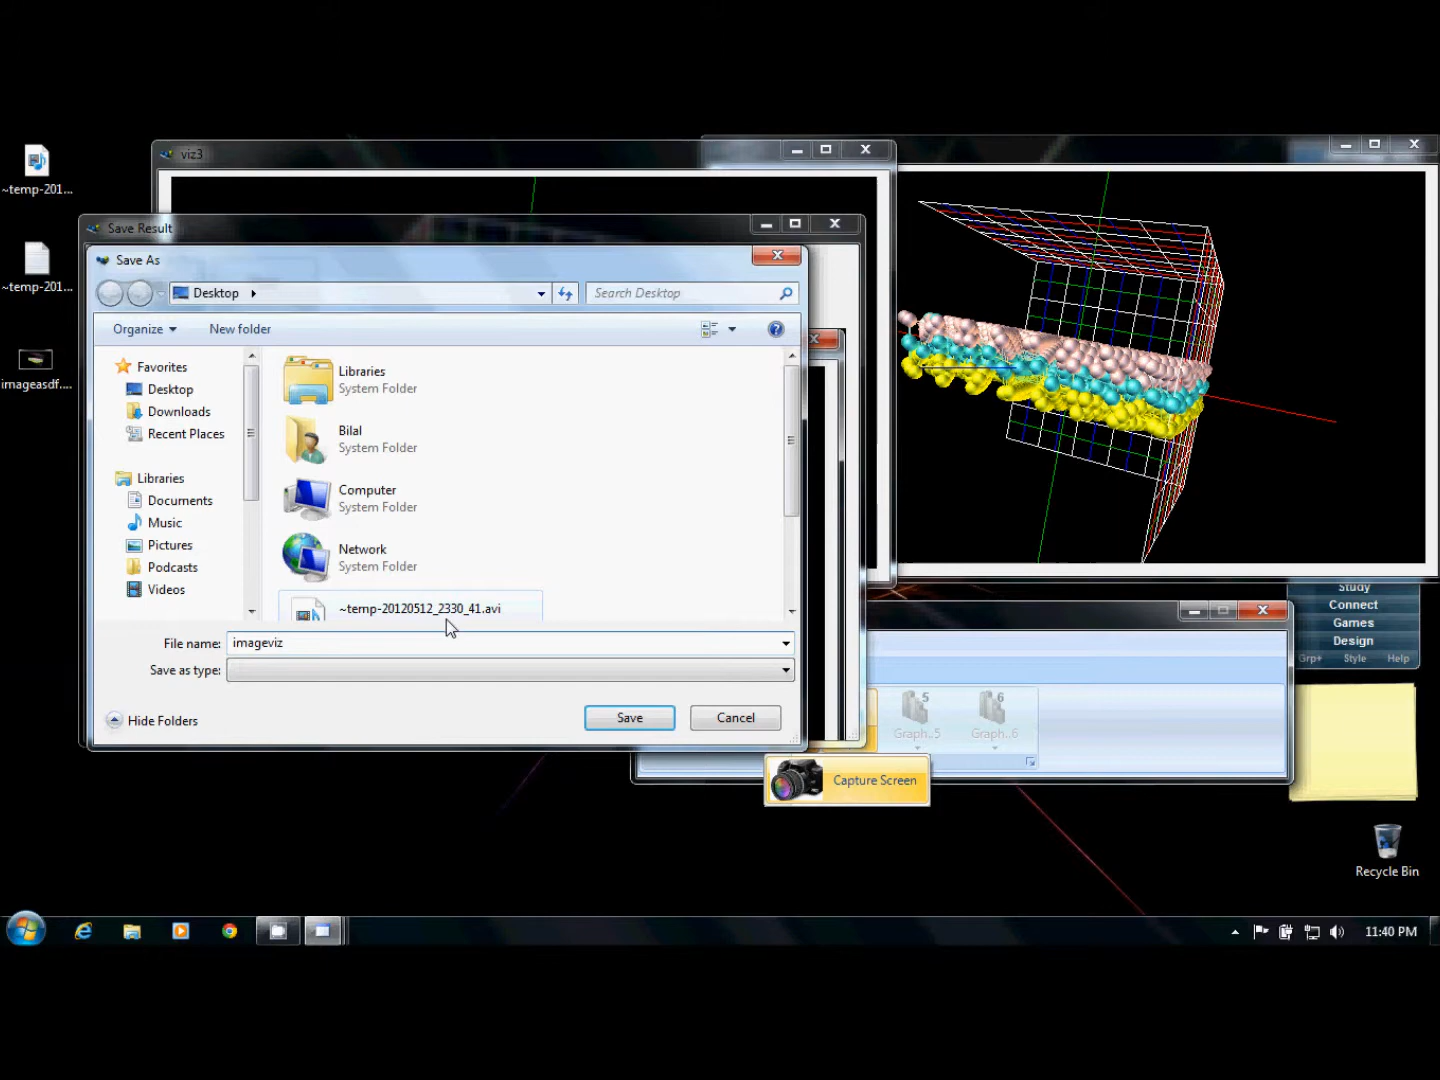 ~temp-201...
~temp-201...
imageasdf....
viz3
Save Result
Save As
Desktop
Search Desktop
Organize
New folder
Favorites
Desktop
Downloads
Recent Places
Libraries
Documents
Music
Pictures
Podcasts
Videos
Libraries
System Folder
Bilal
System Folder
Computer
System Folder
Network
System Folder
~temp-20120512_2330_41.avi
File name: imageviz
Save as type:
Hide Folders
Save
Cancel
Graph..5
Graph..6
Capture Screen
Study
Connect
Games
Design
Grp+ Style Help
Recycle Bin
11:40 PM